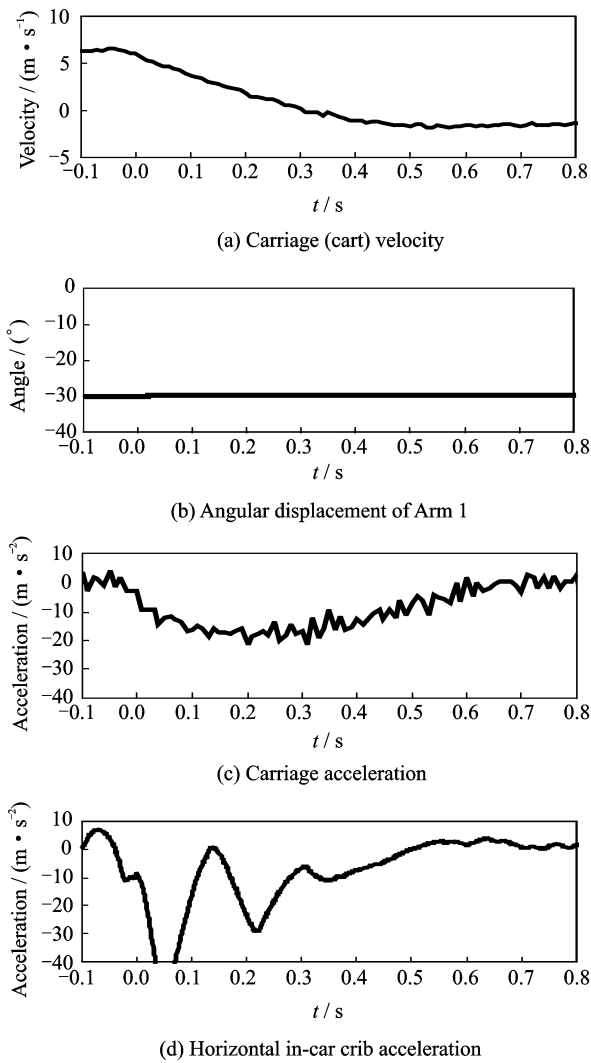 10
5
0
−5
Velocity / (m • s⁻¹)
−0.1 0.0 0.1 0.2 0.3 0.4 0.5 0.6 0.7 0.8
t / s
(a) Carriage (cart) velocity
0
−10
−20
−30
−40
Angle / (°)
−0.1 0.0 0.1 0.2 0.3 0.4 0.5 0.6 0.7 0.8
t / s
(b) Angular displacement of Arm 1
10
0
−10
−20
−30
−40
Acceleration / (m • s⁻²)
−0.1 0.0 0.1 0.2 0.3 0.4 0.5 0.6 0.7 0.8
t / s
(c) Carriage acceleration
10
0
−10
−20
−30
40
Acceleration / (m • s⁻²)
−0.1 0.0 0.1 0.2 0.3 0.4 0.5 0.6 0.7 0.8
t / s
(d) Horizontal in-car crib acceleration